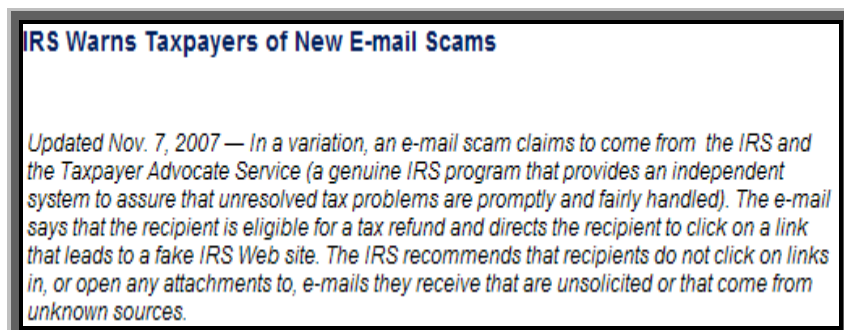 IRS Warns Taxpayers of New E-mail Scams
Updated Nov. 7, 2007 — In a variation, an e-mail scam claims to come from the IRS and
the Taxpayer Advocate Service (a genuine IRS program that provides an independent
system to assure that unresolved tax problems are promptly and fairly handled). The e-mail
says that the recipient is eligible for a tax refund and directs the recipient to click on a link
that leads to a fake IRS Web site. The IRS recommends that recipients do not click on links
in, or open any attachments to, e-mails they receive that are unsolicited or that come from
unknown sources.